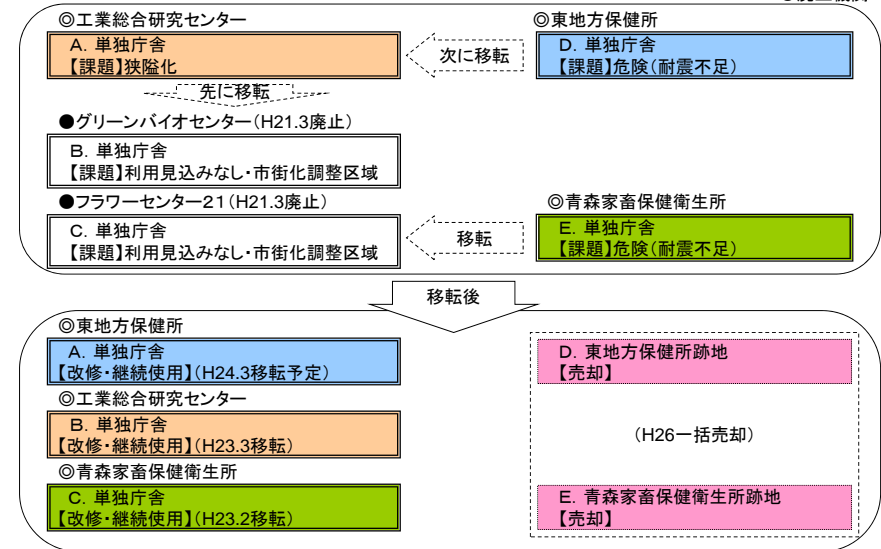 ◎工業総合研究センター
A．単独庁舎
【課題】狭隘化
次に移転
◎東地方保健所
D．単独庁舎
【課題】危険（耐震不足）
先に移転
●グリーンバイオセンター（H21.3廃止）
B．単独庁舎
【課題】利用見込みなし・市街化調整区域
●フラワーセンター２１（H21.3廃止）
C．単独庁舎
【課題】利用見込みなし・市街化調整区域
移転
◎青森家畜保健衛生所
E．単独庁舎
【課題】危険（耐震不足）
移転後
◎東地方保健所
A．単独庁舎
【改修・継続使用】（H24.3移転予定）
◎工業総合研究センター
B．単独庁舎
【改修・継続使用】（H23.3移転）
◎青森家畜保健衛生所
C．単独庁舎
【改修・継続使用】（H23.2移転）
D．東地方保健所跡地
【売却】
（H26一括売却）
E．青森家畜保健衛生所跡地
【売却】